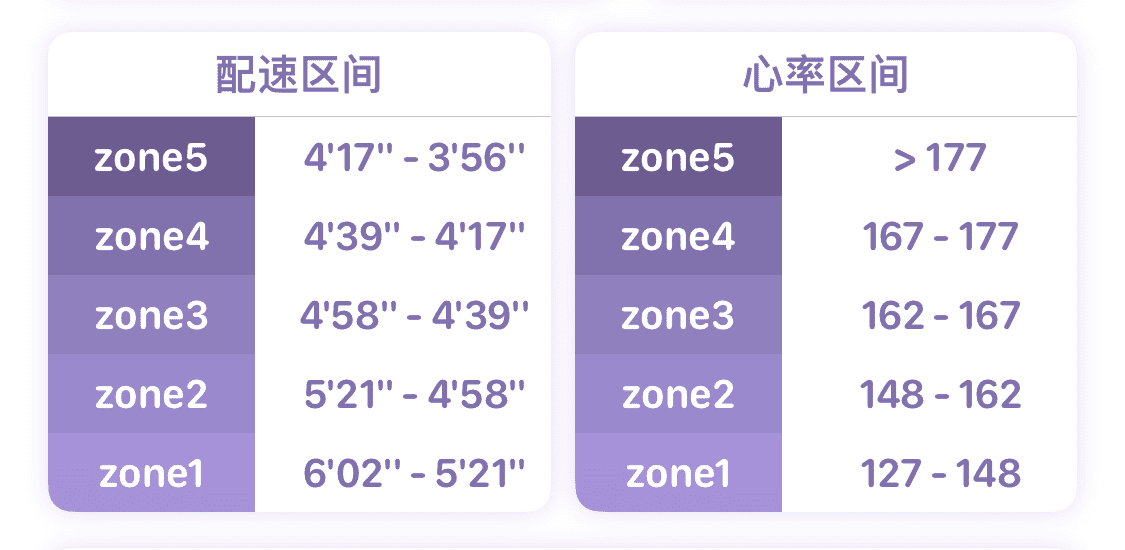 配速区间
zone5 4'17'' - 3'56''
zone4 4'39'' - 4'17''
zone3 4'58'' - 4'39''
zone2 5'21'' - 4'58''
zone1 6'02'' - 5'21''
心率区间
zone5 > 177
zone4 167 - 177
zone3 162 - 167
zone2 148 - 162
zone1 127 - 148